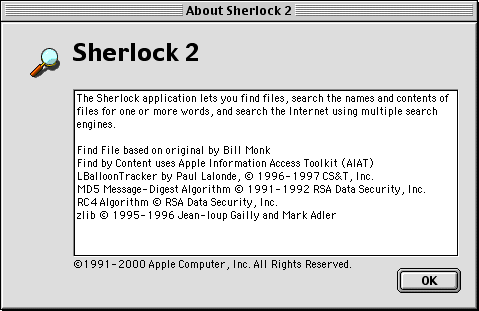 About Sherlock 2
Sherlock 2
The Sherlock application lets you find files, search the names and contents of
files for one or more words, and search the Internet using multiple search
engines.
Find File based on original by Bill Monk
Find by Content uses Apple Information Access Toolkit (AIAT)
LBalloonTracker by Paul Lalonde, © 1996-1997 CS&T, Inc.
MD5 Message-Digest Algorithm © 1991-1992 RSA Data Security, Inc.
RC4 Algorithm © RSA Data Security, Inc.
zlib © 1995-1996 Jean-loup Gailly and Mark Adler
©1991-2000 Apple Computer, Inc. All Rights Reserved.
OK